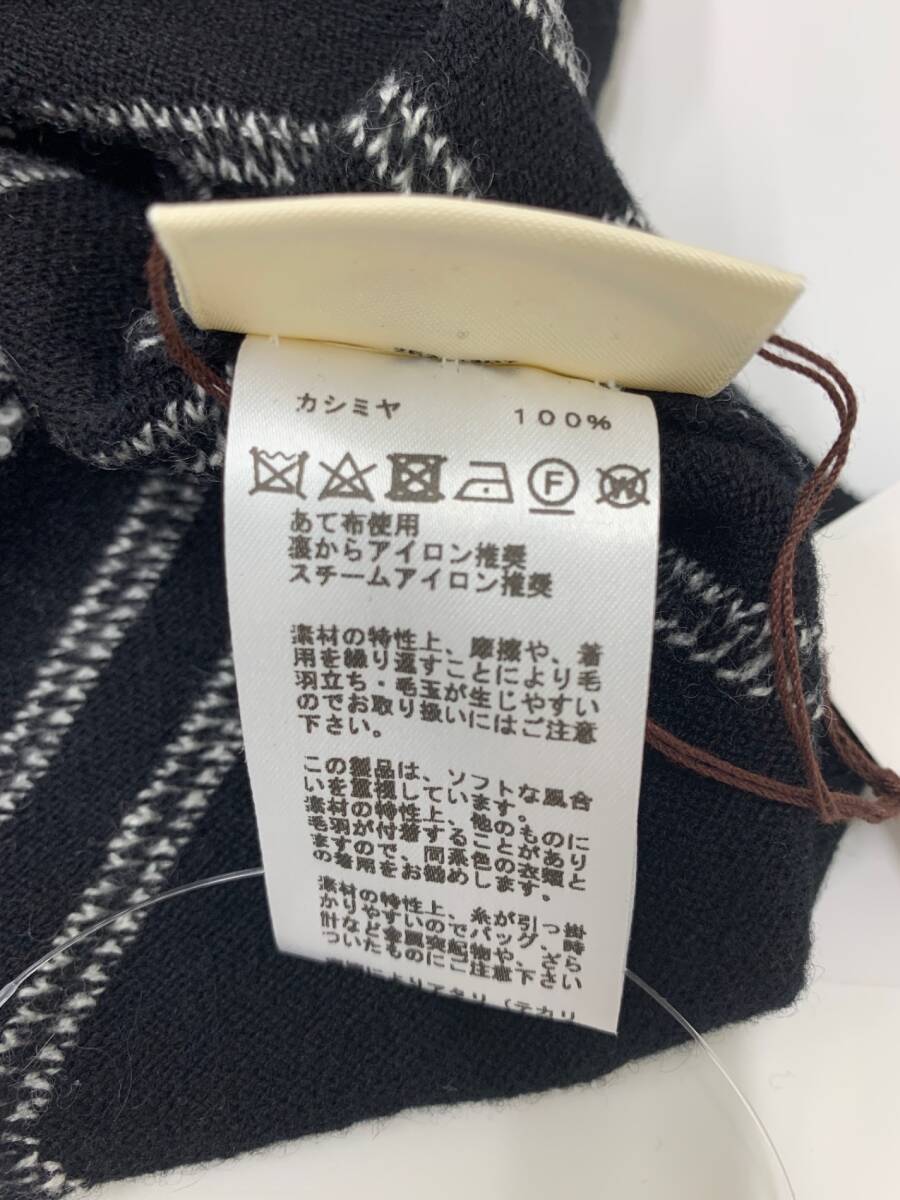 カシミヤ 100%
F W
あて布使用
裏からアイロン推奨
スチームアイロン推奨
素材の特性上、摩擦や、着
用を繰り返すことにより毛
羽立ち・毛玉が生じやすい
のでお取り扱いにはご注意
下さい。
この製品は、ソフトな風合
いを重視しています。
素材の特性上、他のものに
毛羽が付着することがあり
ますので、同系色の衣類と
の着用をお勧めします。
素材の特性上、糸が引っ掛
かりやすいのでバッグ、時
計など金属突起物や、ざら
ついたものにご注意下さい
によりアタリ（テカリ